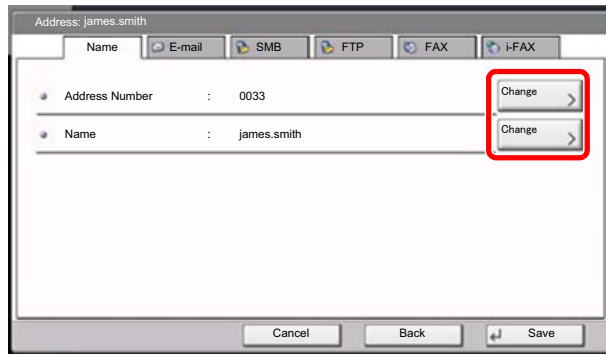 Address: james.smith
Name E-mail SMB FTP FAX i-FAX
Address Number : 0033 Change
Name : james.smith Change
Cancel Back Save